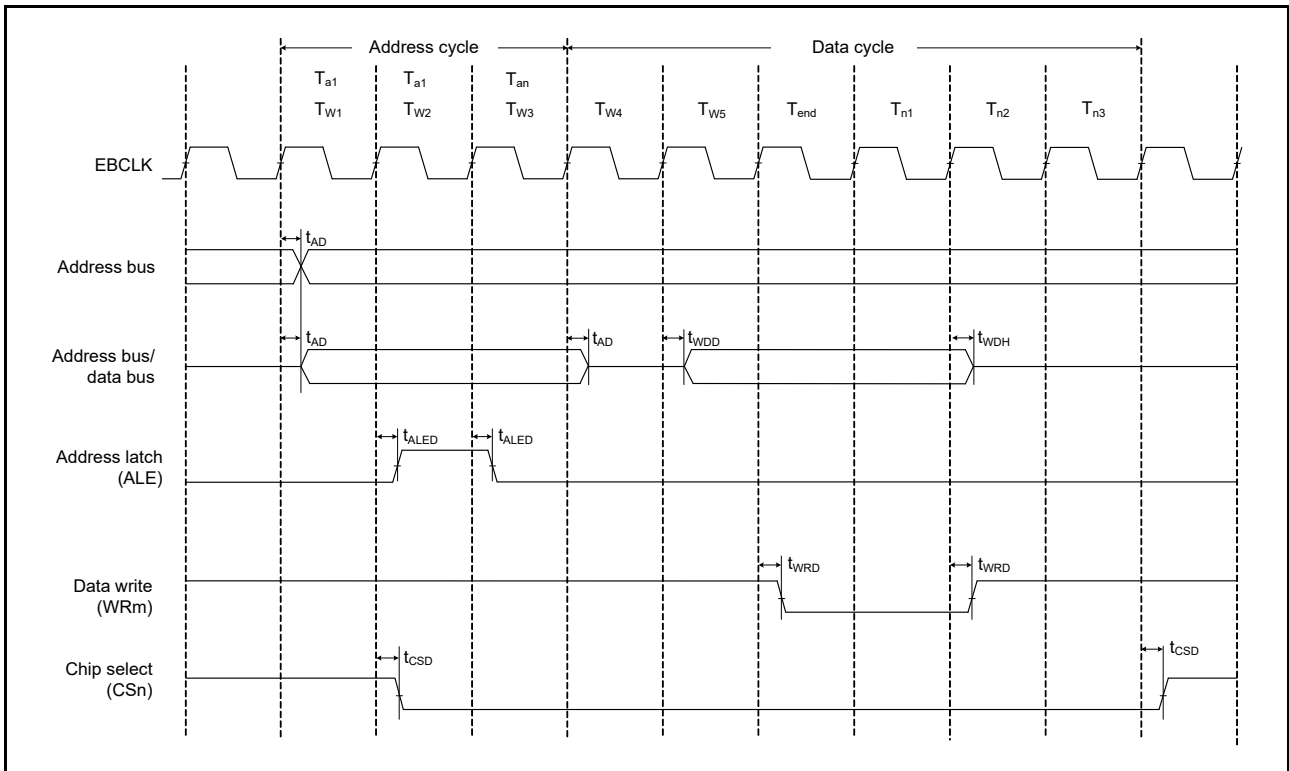 Address cycle Data cycle
Ta1 Ta1 Tan
TW1 TW2 TW3 TW4 TW5 Tend Tn1 Tn2 Tn3
EBCLK
tAD
Address bus
tAD tAD tWDD tWDH
Address bus/
data bus
tALED tALED
Address latch
(ALE)
tWRD tWRD
Data write
(WRm)
tCSD tCSD
Chip select
(CSn)